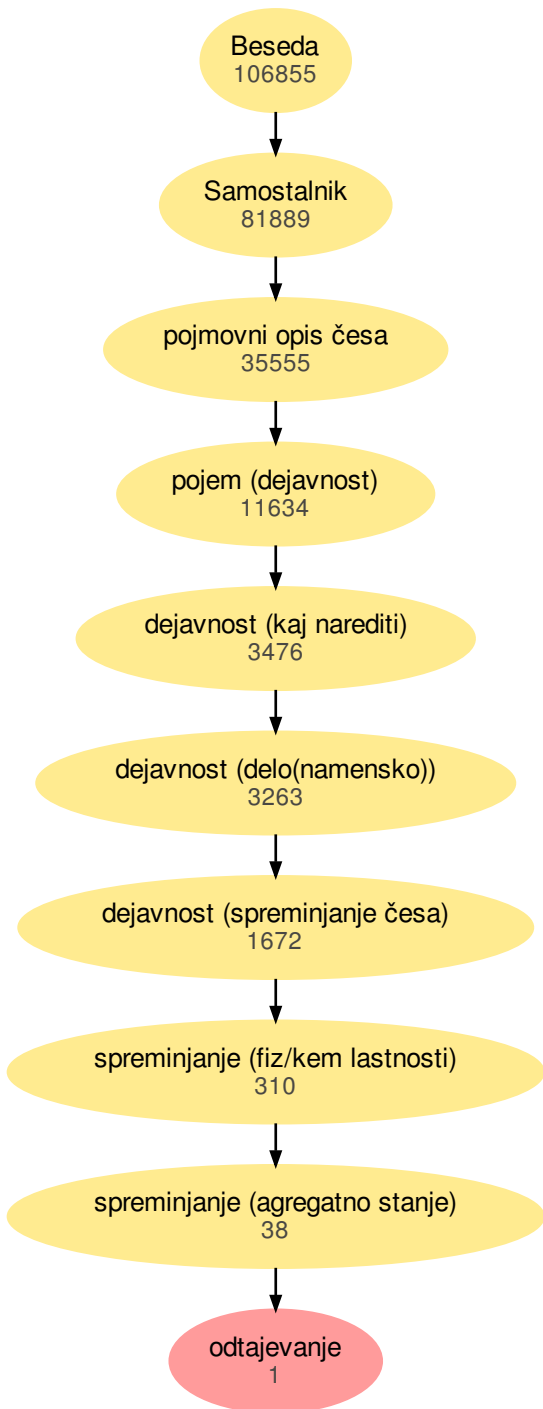 Beseda
106855
Samostalnik
81889
pojmovni opis česa
35555
pojem (dejavnost)
11634
dejavnost (kaj narediti)
3476
dejavnost (delo(namensko))
3263
dejavnost (spreminjanje česa)
1672
spreminjanje (fiz/kem lastnosti)
310
spreminjanje (agregatno stanje)
38
odtajevanje
1